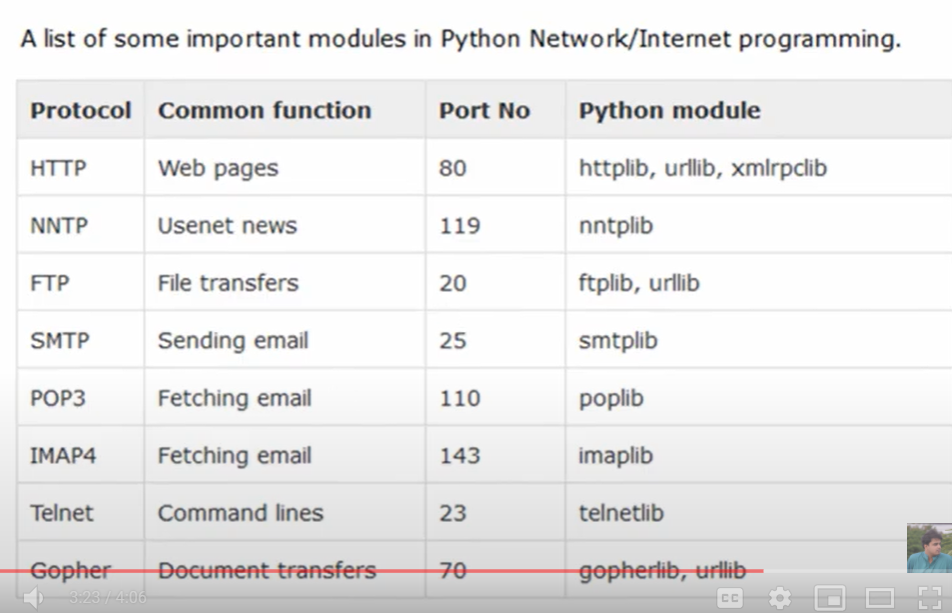 A list of some important modules in Python Network/Internet programming.
Protocol Common function Port No Python module
HTTP Web pages 80 httplib, urllib, xmlrpclib
NNTP Usenet news 119 nntplib
FTP File transfers 20 ftplib, urllib
SMTP Sending email 25 smtplib
POP3 Fetching email 110 poplib
IMAP4 Fetching email 143 imaplib
Telnet Command lines 23 telnetlib
Gopher Document transfers 70 gopherlib, urllib
3:23 / 4:06
CC